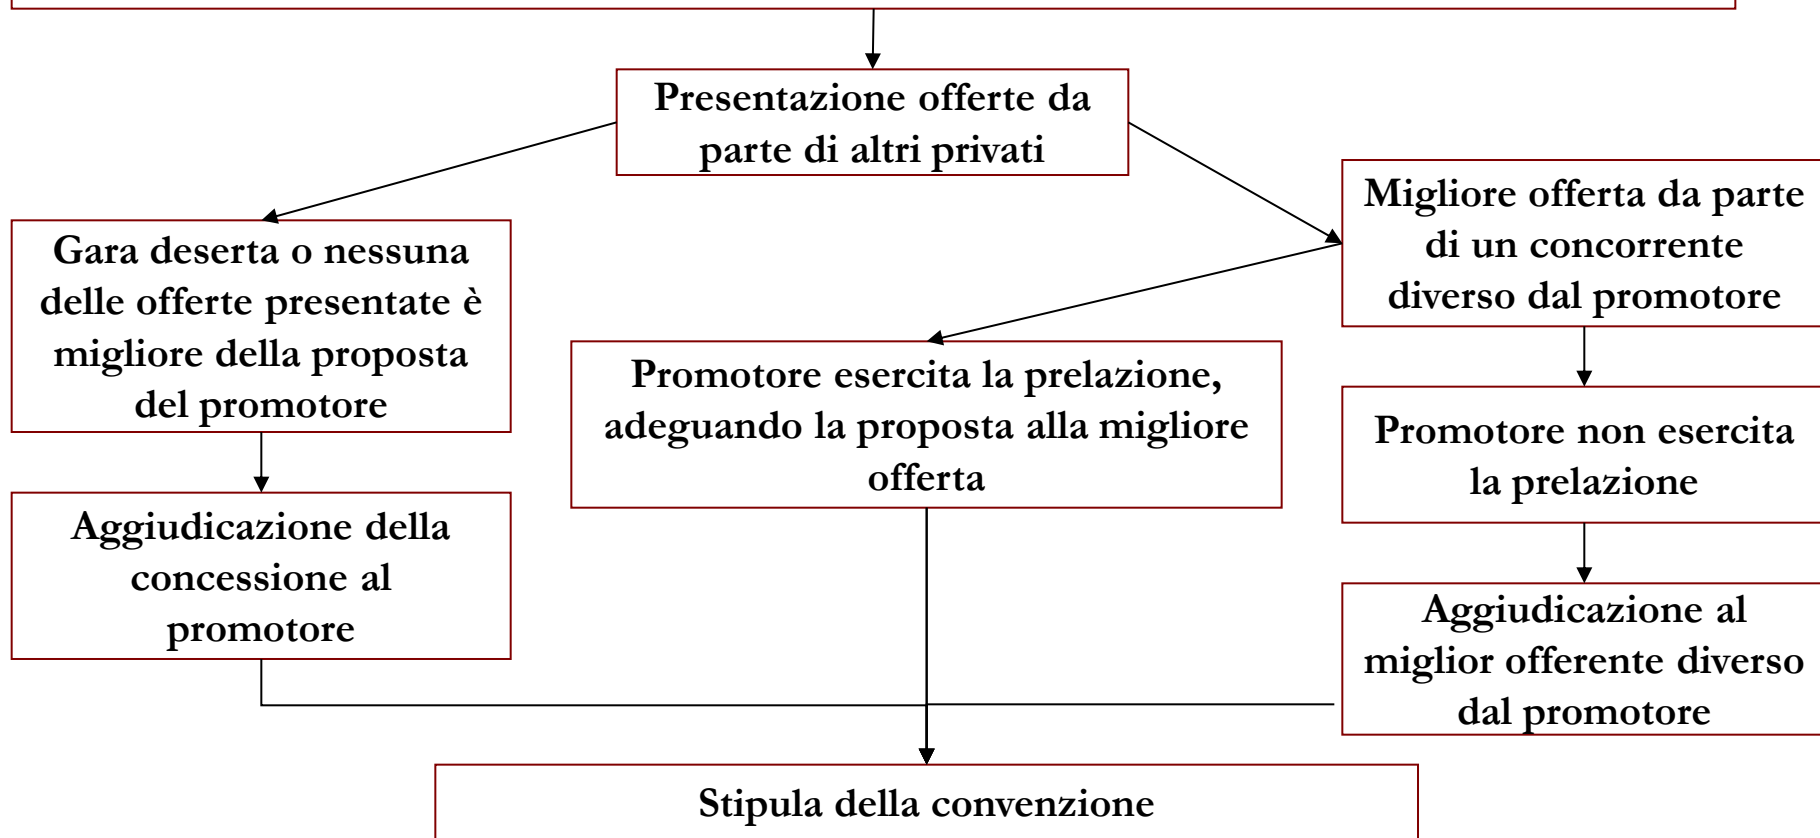 Presentazione offerte da
parte di altri privati
Migliore offerta da parte
di un concorrente
diverso dal promotore
Gara deserta o nessuna
delle offerte presentate è
migliore della proposta
del promotore
Promotore esercita la prelazione,
adeguando la proposta alla migliore
offerta
Promotore non esercita
la prelazione
Aggiudicazione della
concessione al
promotore
Aggiudicazione al
miglior offerente diverso
dal promotore
Stipula della convenzione